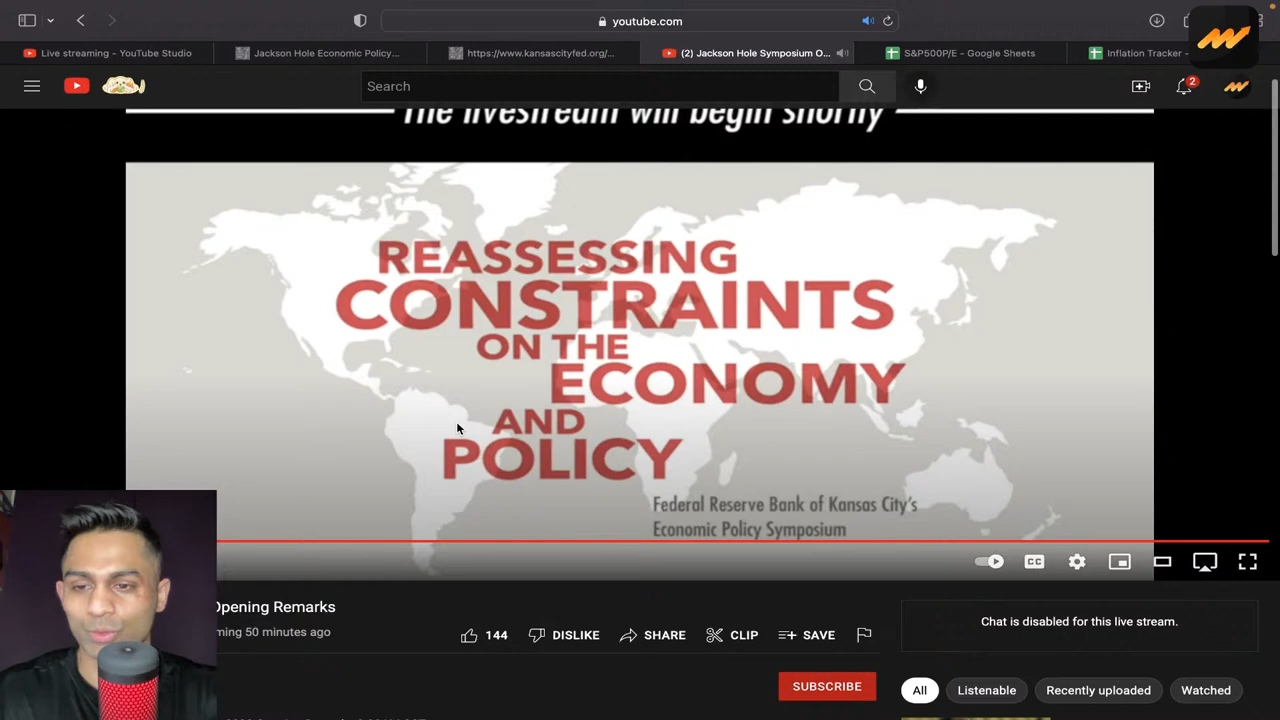 youtube.com
Live streaming - YouTube Studio
Jackson Hole Economic Policy...
https://www.kansascityfed.org/...
(2) Jackson Hole Symposium O...
S&P500P/E - Google Sheets
Inflation Tracker -
Search
2
The livestream will begin shortly
REASSESSING
CONSTRAINTS
ON THE
ECONOMY
AND
POLICY
Federal Reserve Bank of Kansas City's
Economic Policy Symposium
CC
Opening Remarks
ming 50 minutes ago
144
DISLIKE
SHARE
CLIP
SAVE
Chat is disabled for this live stream.
SUBSCRIBE
All
Listenable
Recently uploaded
Watched